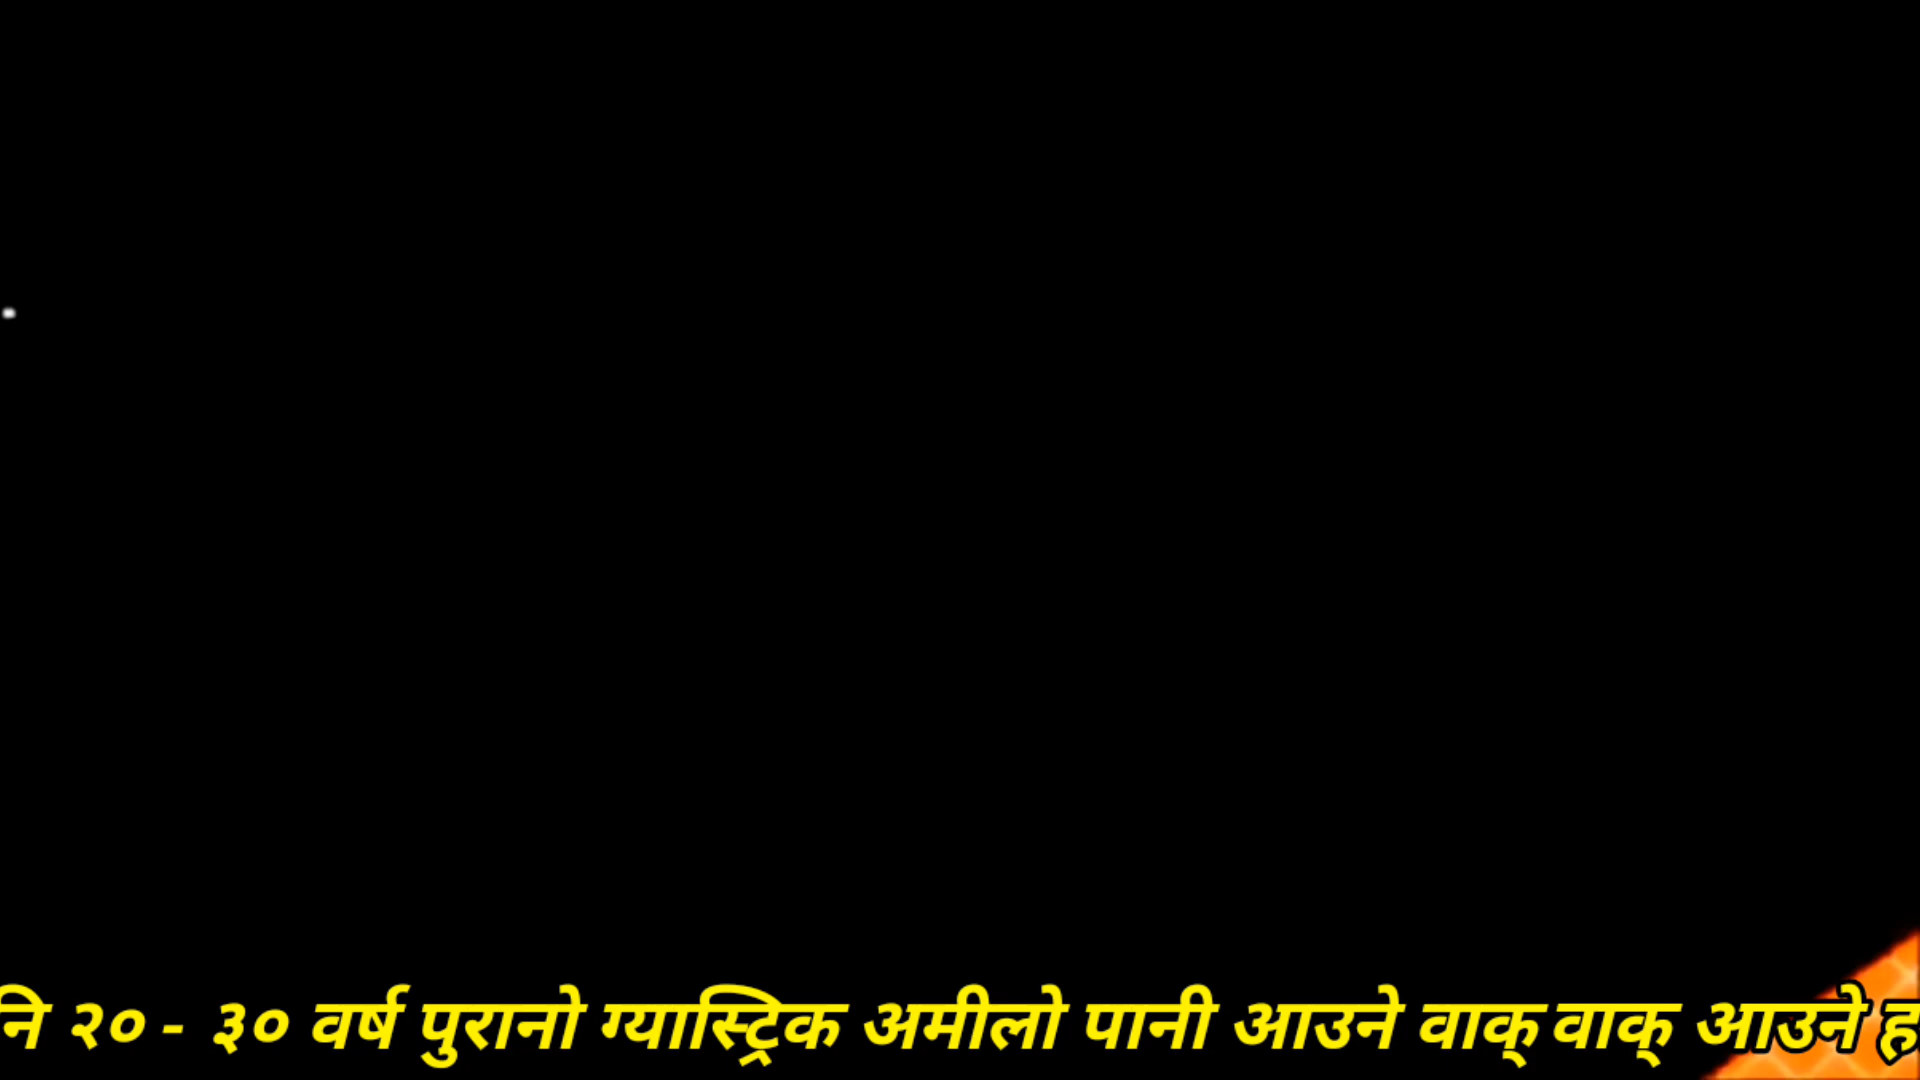 नि २० - ३० वर्ष पुरानो ग्यास्ट्रिक अमीलो पानी आउने वाक् वाक् आउने